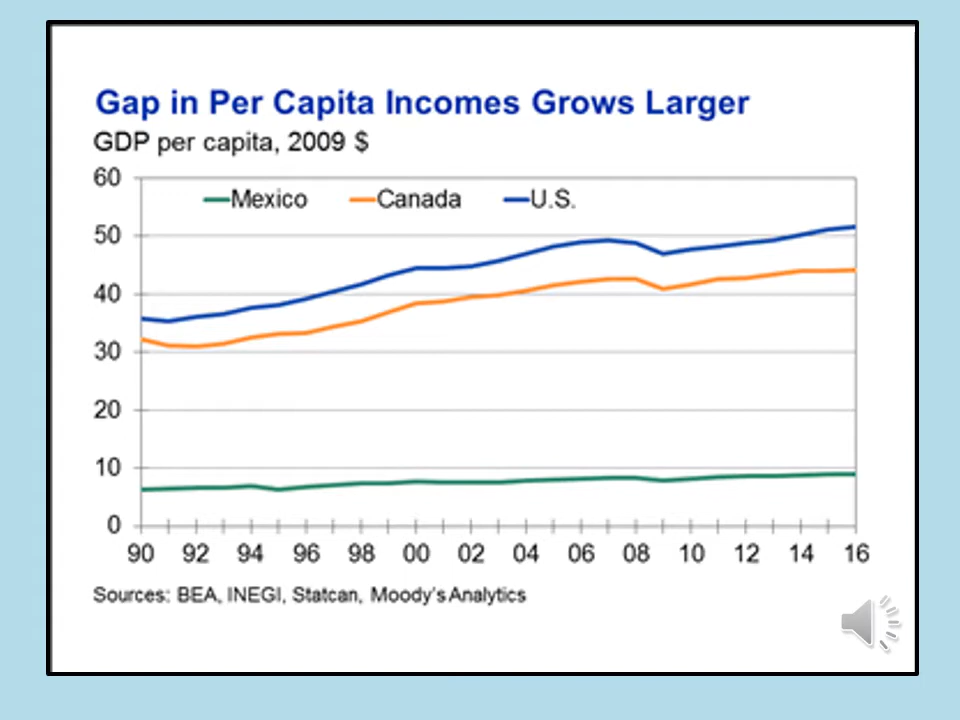 Gap in Per Capita Incomes Grows Larger
GDP per capita, 2009 $
60
Mexico Canada U.S.
50
40
30
20
10
0
90 92 94 96 98 00 02 04 06 08 10 12 14 16
Sources: BEA, INEGI, Statcan, Moody's Analytics